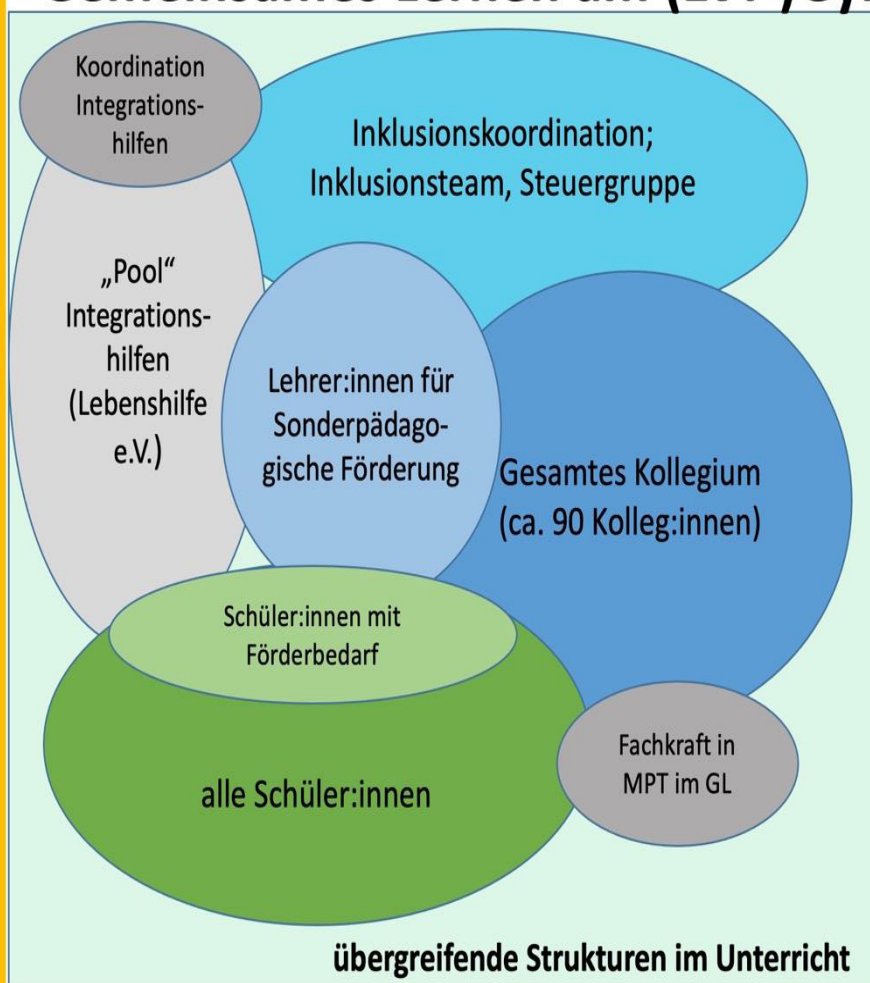 Koordination
Integrations-
hilfen
Inklusionskoordination;
Inklusionsteam, Steuergruppe
„Pool“
Integrations-
hilfen
(Lebenshilfe
e.V.)
Lehrer:innen für
Sonderpädago-
gische Förderung
Gesamtes Kollegium
(ca. 90 Kolleg:innen)
Schüler:innen mit
Förderbedarf
alle Schüler:innen
Fachkraft in
MPT im GL
übergreifende Strukturen im Unterricht